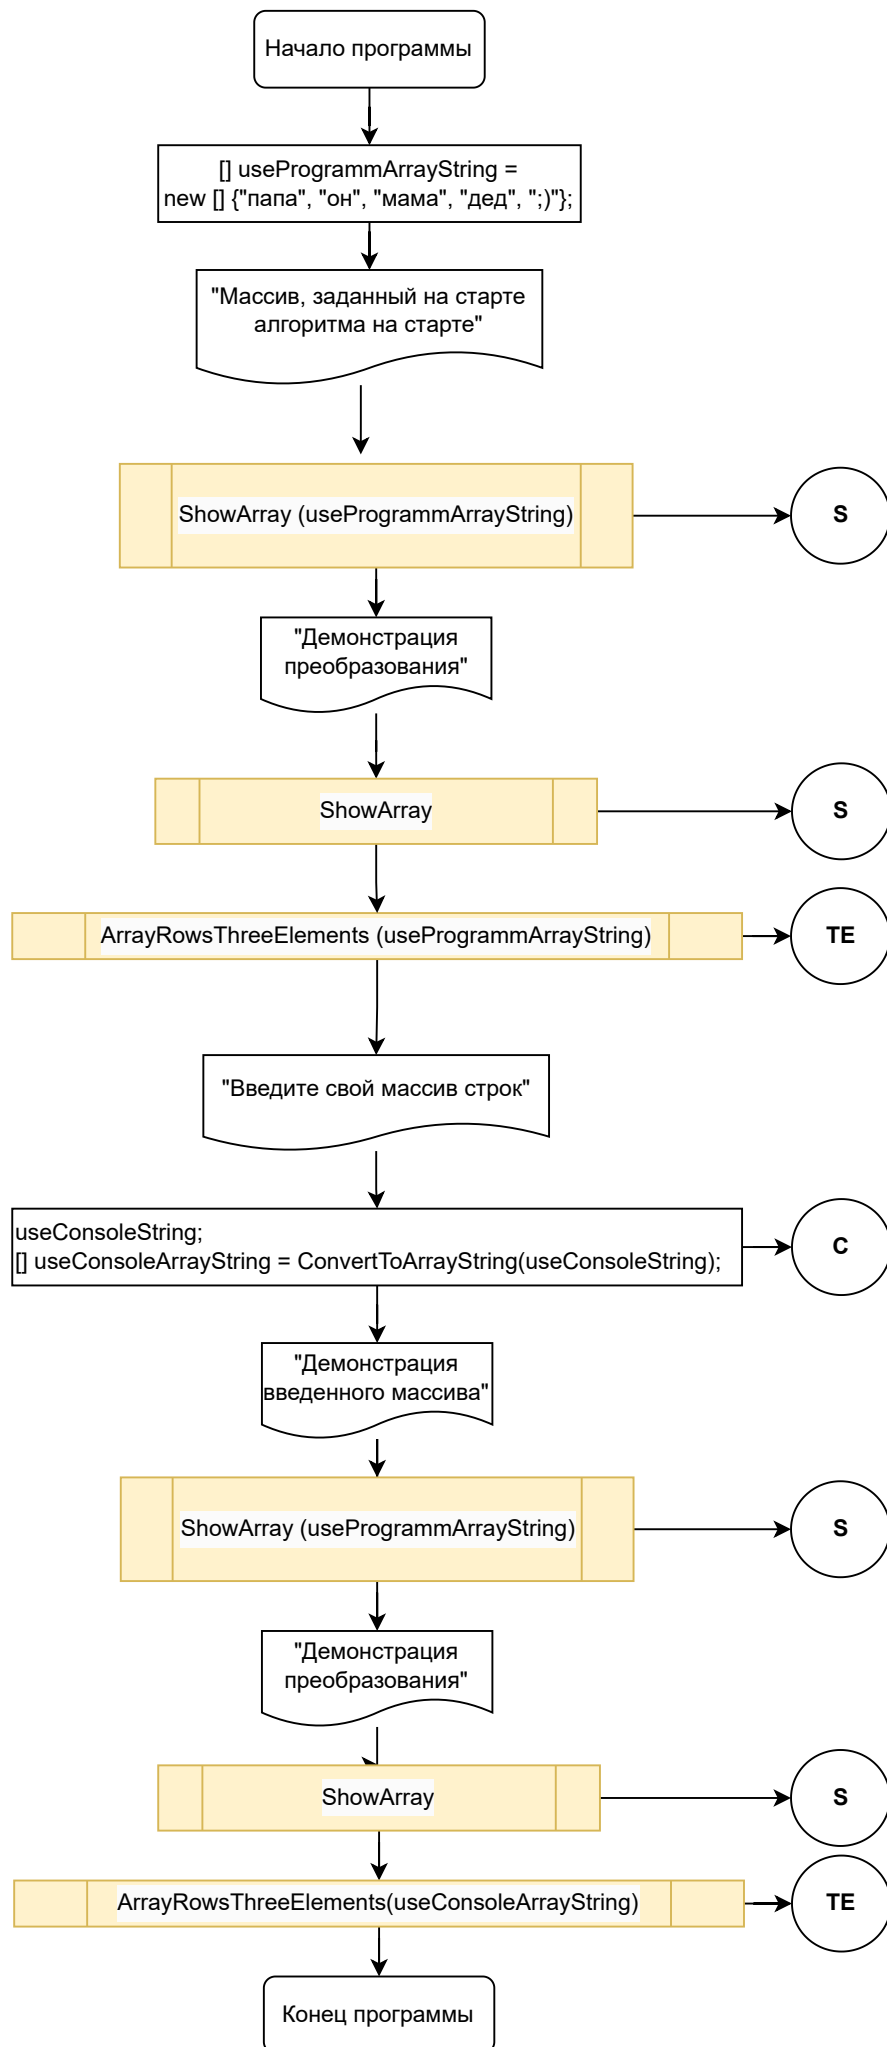 Начало программы
[] useProgrammArrayString =
new [] {"папа", "он", "мама", "дед", ";)"};
"Массив, заданный на старте
алгоритма на старте"
ShowArray (useProgrammArrayString)
S
"Демонстрация
преобразования"
ShowArray
S
ArrayRowsThreeElements (useProgrammArrayString)
TE
"Введите свой массив строк"
useConsoleString;
[] useConsoleArrayString = ConvertToArrayString(useConsoleString);
C
"Демонстрация
введенного массива"
ShowArray (useProgrammArrayString)
S
"Демонстрация
преобразования"
ShowArray
S
ArrayRowsThreeElements(useConsoleArrayString)
TE
Конец программы